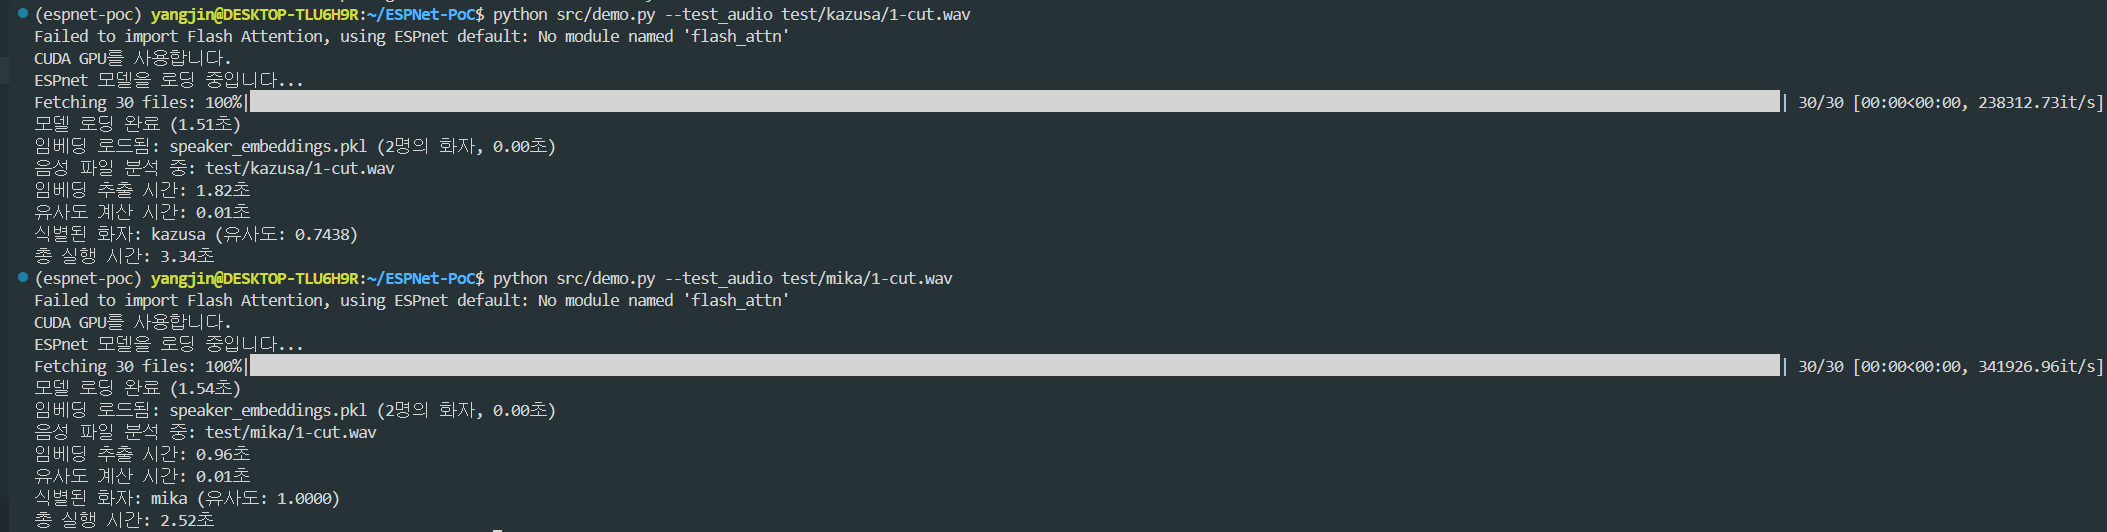 (espnet-poc) yangjin@DESKTOP-TLU6H9R:~/ESPNet-PoC$ python src/demo.py --test_audio test/kazusa/1-cut.wav
Failed to import Flash Attention, using ESPnet default: No module named 'flash_attn'
CUDA GPU를 사용합니다.
ESPnet 모델을 로딩 중입니다...
Fetching 30 files: 100%| | 30/30 [00:00<00:00, 238312.73it/s]
모델 로딩 완료 (1.51초)
임베딩 로드됨: speaker_embeddings.pkl (2명의 화자, 0.00초)
음성 파일 분석 중: test/kazusa/1-cut.wav
임베딩 추출 시간: 1.82초
유사도 계산 시간: 0.01초
식별된 화자: kazusa (유사도: 0.7438)
총 실행 시간: 3.34초
(espnet-poc) yangjin@DESKTOP-TLU6H9R:~/ESPNet-PoC$ python src/demo.py --test_audio test/mika/1-cut.wav
Failed to import Flash Attention, using ESPnet default: No module named 'flash_attn'
CUDA GPU를 사용합니다.
ESPnet 모델을 로딩 중입니다...
Fetching 30 files: 100%| | 30/30 [00:00<00:00, 341926.96it/s]
모델 로딩 완료 (1.54초)
임베딩 로드됨: speaker_embeddings.pkl (2명의 화자, 0.00초)
음성 파일 분석 중: test/mika/1-cut.wav
임베딩 추출 시간: 0.96초
유사도 계산 시간: 0.01초
식별된 화자: mika (유사도: 1.0000)
총 실행 시간: 2.52초